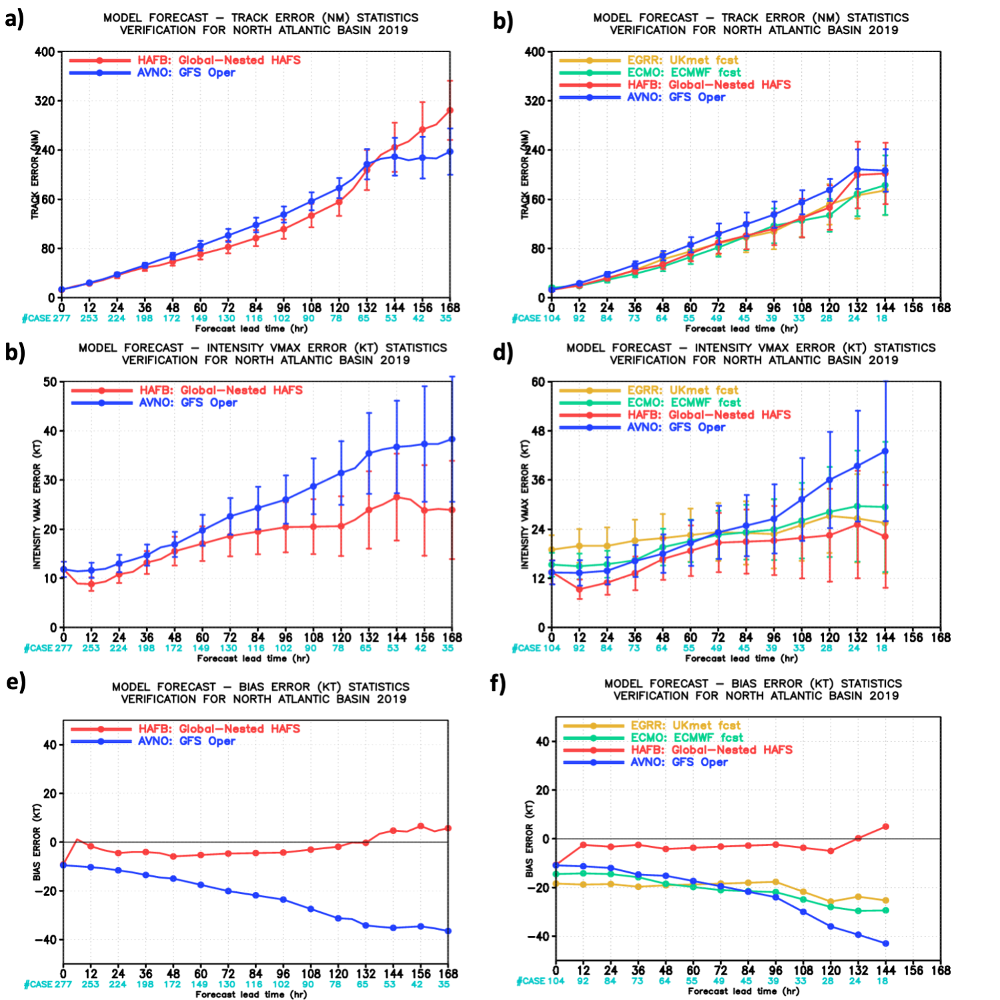 a)
MODEL FORECAST – TRACK ERROR (NM) STATISTICS
VERIFICATION FOR NORTH ATLANTIC BASIN 2019
HAFB: Global–Nested HAFS
AVNO: GFS Oper
TRACK ERROR (NM)
400
320
240
160
80
0
0 12 24 36 48 60 72 84 96 108 120 132 144 156 168
#CASE 277 253 224 198 172 149 130 116 102 90 78 65 53 42 35
Forecast lead time (hr)
b)
MODEL FORECAST – TRACK ERROR (NM) STATISTICS
VERIFICATION FOR NORTH ATLANTIC BASIN 2019
EGRR: UKmet fcst
ECMO: ECMWF fcst
HAFB: Global–Nested HAFS
AVNO: GFS Oper
TRACK ERROR (NM)
400
320
240
160
80
0
0 12 24 36 48 60 72 84 96 108 120 132 144 156 168
#CASE 104 92 84 73 64 55 49 45 39 33 28 24 18
Forecast lead time (hr)
b)
MODEL FORECAST – INTENSITY VMAX ERROR (KT) STATISTICS
VERIFICATION FOR NORTH ATLANTIC BASIN 2019
HAFB: Global–Nested HAFS
AVNO: GFS Oper
INTENSITY VMAX ERROR (KT)
50
40
30
20
10
0
0 12 24 36 48 60 72 84 96 108 120 132 144 156 168
#CASE 277 253 224 198 172 149 130 116 102 90 78 65 53 42 35
Forecast lead time (hr)
d)
MODEL FORECAST – INTENSITY VMAX ERROR (KT) STATISTICS
VERIFICATION FOR NORTH ATLANTIC BASIN 2019
EGRR: UKmet fcst
ECMO: ECMWF fcst
HAFB: Global–Nested HAFS
AVNO: GFS Oper
INTENSITY VMAX ERROR (KT)
60
48
36
24
12
0
0 12 24 36 48 60 72 84 96 108 120 132 144 156 168
#CASE 104 92 84 73 64 55 49 45 39 33 28 24 18
Forecast lead time (hr)
e)
MODEL FORECAST – BIAS ERROR (KT) STATISTICS
VERIFICATION FOR NORTH ATLANTIC BASIN 2019
HAFB: Global–Nested HAFS
AVNO: GFS Oper
BIAS ERROR (KT)
40
20
0
–20
–40
0 12 24 36 48 60 72 84 96 108 120 132 144 156 168
#CASE 277 253 224 198 172 149 130 116 102 90 78 65 53 42 35
Forecast lead time (hr)
f)
MODEL FORECAST – BIAS ERROR (KT) STATISTICS
VERIFICATION FOR NORTH ATLANTIC BASIN 2019
EGRR: UKmet fcst
ECMO: ECMWF fcst
HAFB: Global–Nested HAFS
AVNO: GFS Oper
BIAS ERROR (KT)
40
20
0
–20
–40
0 12 24 36 48 60 72 84 96 108 120 132 144 156 168
#CASE 104 92 84 73 64 55 49 45 39 33 28 24 18
Forecast lead time (hr)